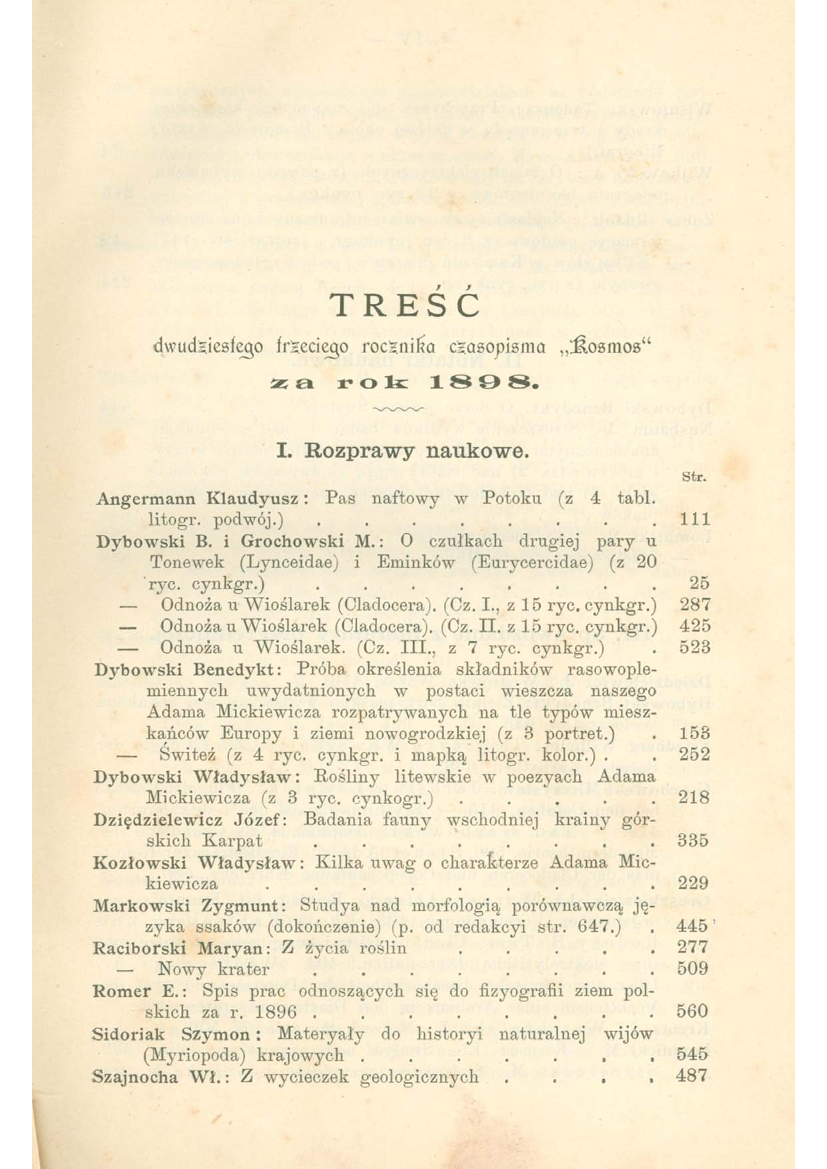 TREŚĆ
dwudziestego trzeciego rocznika czasopisma „Kosmos“
za rok 1898.
I. Rozprawy naukowe.
Str.
Angermann Klaudyusz: Pas naftowy w Potoku (z 4 tabl.
litogr. podwój.) . . . . . . . . 111
Dybowski B. i Grochowski M.: O czułkach drugiej pary u
Tonewek (Lynceidae) i Eminków (Eurycercidae) (z 20
ryc. cynkgr.) . . . . . . . . 25
— Odnoża u Wioślarek (Cladocera). (Cz. I., z 15 ryc. cynkgr.) 287
— Odnoża u Wioślarek (Cladocera). (Cz. II. z 15 ryc. cynkgr.) 425
— Odnoża u Wioślarek. (Cz. III., z 7 ryc. cynkgr.) . 523
Dybowski Benedykt: Próba określenia składników rasowople-
miennych uwydatnionych w postaci wieszcza naszego
Adama Mickiewicza rozpatrywanych na tle typów miesz-
kańców Europy i ziemi nowogrodzkiej (z 3 portret.) . 153
— Świteź (z 4 ryc. cynkgr. i mapką litogr. kolor.) . . 252
Dybowski Władysław: Rośliny litewskie w poezyach Adama
Mickiewicza (z 3 ryc. cynkogr.) . . . . . 218
Dziędzielewicz Józef: Badania fauny wschodniej krainy gór-
skich Karpat . . . . . . . . 335
Kozłowski Władysław: Kilka uwag o charakterze Adama Mic-
kiewicza . . . . . . . . . 229
Markowski Zygmunt: Studya nad morfologią porównawczą ję-
zyka ssaków (dokończenie) (p. od redakcyi str. 647.) . 445
Raciborski Maryan: Z życia roślin . . . . . 277
— Nowy krater . . . . . . . . 509
Romer E.: Spis prac odnoszących się do fizyografii ziem pol-
skich za r. 1896 . . . . . . . . 560
Sidoriak Szymon: Materyały do historyi naturalnej wijów
(Myriopoda) krajowych . . . . . . . 545
Szajnocha Wł.: Z wycieczek geologicznych . . . . 487